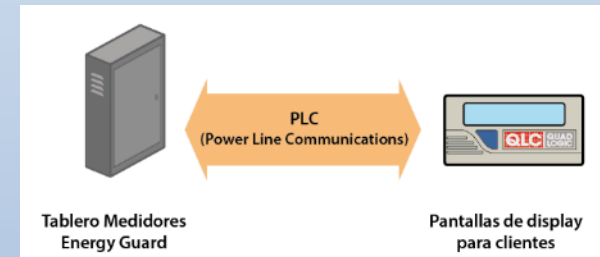 PLC
(Power Line Communications)
QLC QUAD
LOGIC
Tablero Medidores
Energy Guard
Pantallas de display
para clientes